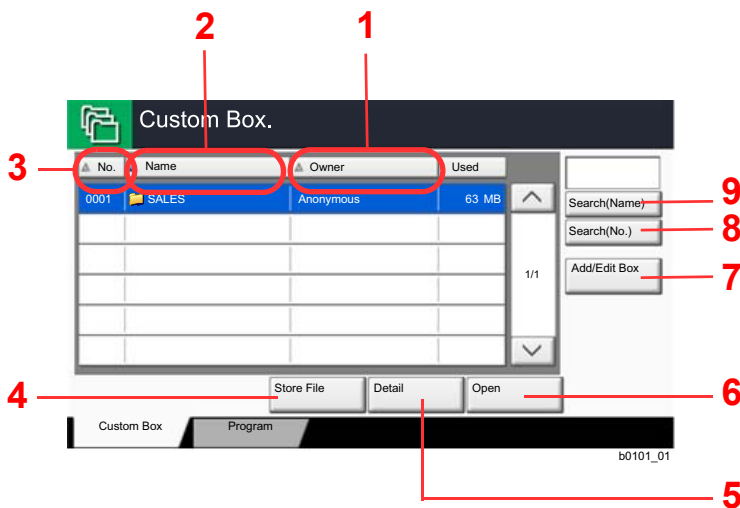 2
1
Custom Box.
3
No.
Name
Owner
Used
0001
SALES
Anonymous
63 MB
Search(Name)
9
Search(No.)
8
1/1
Add/Edit Box
7
4
Store File
Detail
Open
6
Custom Box
Program
b0101_01
5